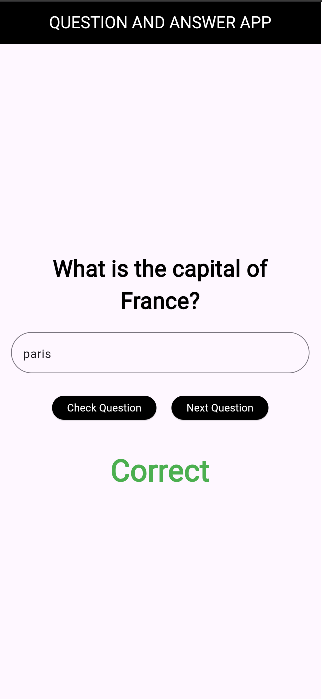 QUESTION AND ANSWER APP
What is the capital of
France?
paris
Check Question Next Question
Correct